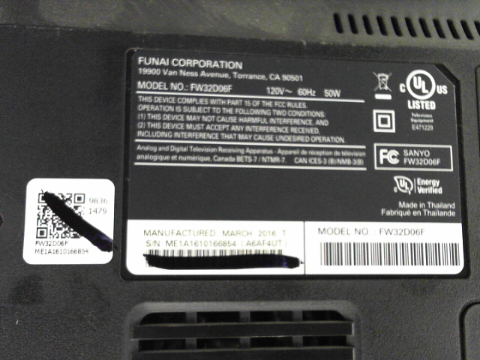 FUNAI CORPORATION
19900 Van Ness Avenue, Torrance, CA 90501
MODEL NO.: FW32D06F 120V~ 60Hz 50W
THIS DEVICE COMPLIES WITH PART 15 OF THE FCC RULES.
OPERATION IS SUBJECT TO THE FOLLOWING TWO CONDITIONS:
(1) THIS DEVICE MAY NOT CAUSE HARMFUL INTERFERENCE, AND
(2) THIS DEVICE MUST ACCEPT ANY INTERFERENCE RECEIVED,
INCLUDING INTERFERENCE THAT MAY CAUSE UNDESIRED OPERATION.
Analog and Digital Television Receiving Apparatus - Appareil de réception de télévision
analogique et numérique, Canada BETS-7 / NTMR-7. CAN ICES-3 (B)/NMB-3(B)
C UL US
LISTED
Television
Equipment
E471229
FC SANYO
FW32D06F
UL Energy
Verified
Made in Thailand
Fabriqué en Thaïlande
MANUFACTURED MARCH 2016 T
S/N ME1A1610166854 (A6AF4UT)
MODEL NO. FW32D06F
9836
1479
FW32D06F
ME1A1610166854